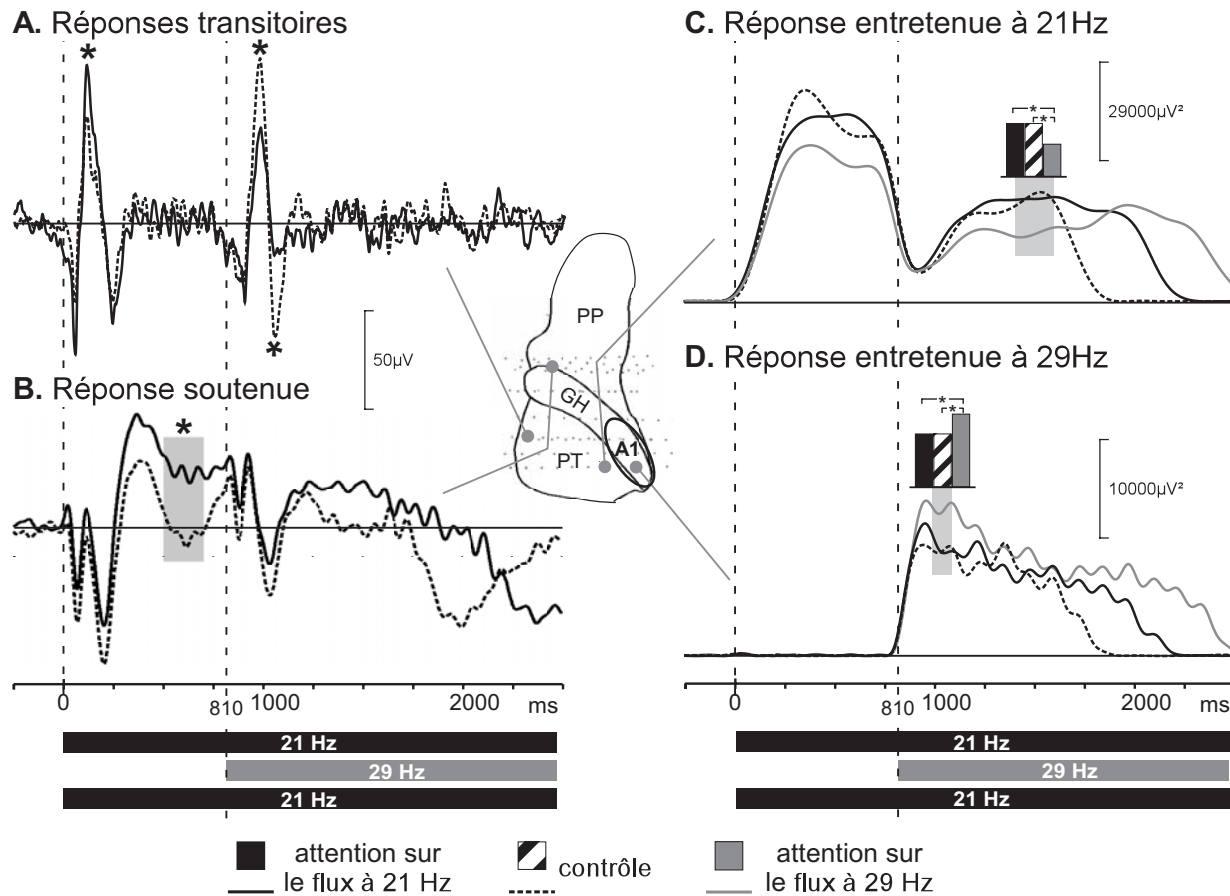 A. Réponses transitoires
*
*
*
50µV
B. Réponse soutenue
*
0
810
1000
2000
ms
21 Hz
29 Hz
21 Hz
PP
GH
A1
PT
C. Réponse entretenue à 21Hz
29000µV²
*
*
D. Réponse entretenue à 29Hz
*
*
10000µV²
0
810
1000
2000
ms
21 Hz
29 Hz
21 Hz
attention sur
le flux à 21 Hz
contrôle
attention sur
le flux à 29 Hz